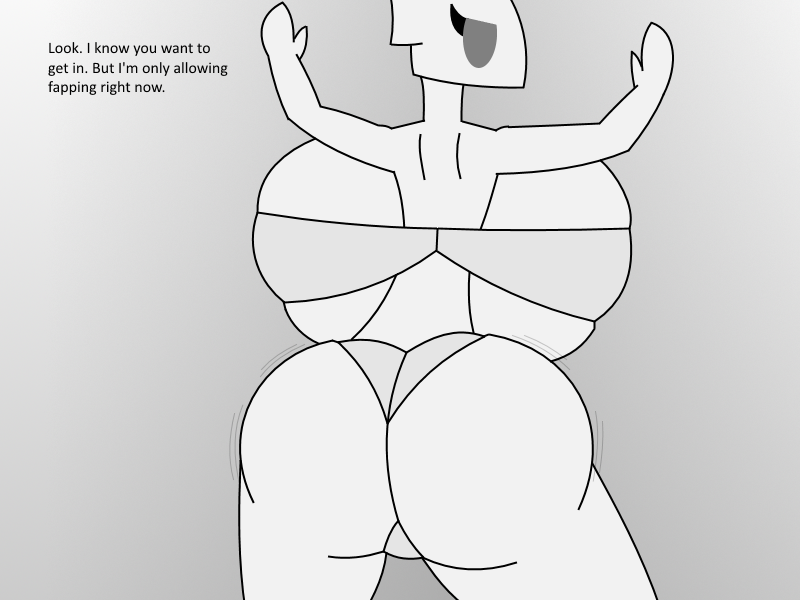 Look. I know you want to
get in. But I'm only allowing
fapping right now.